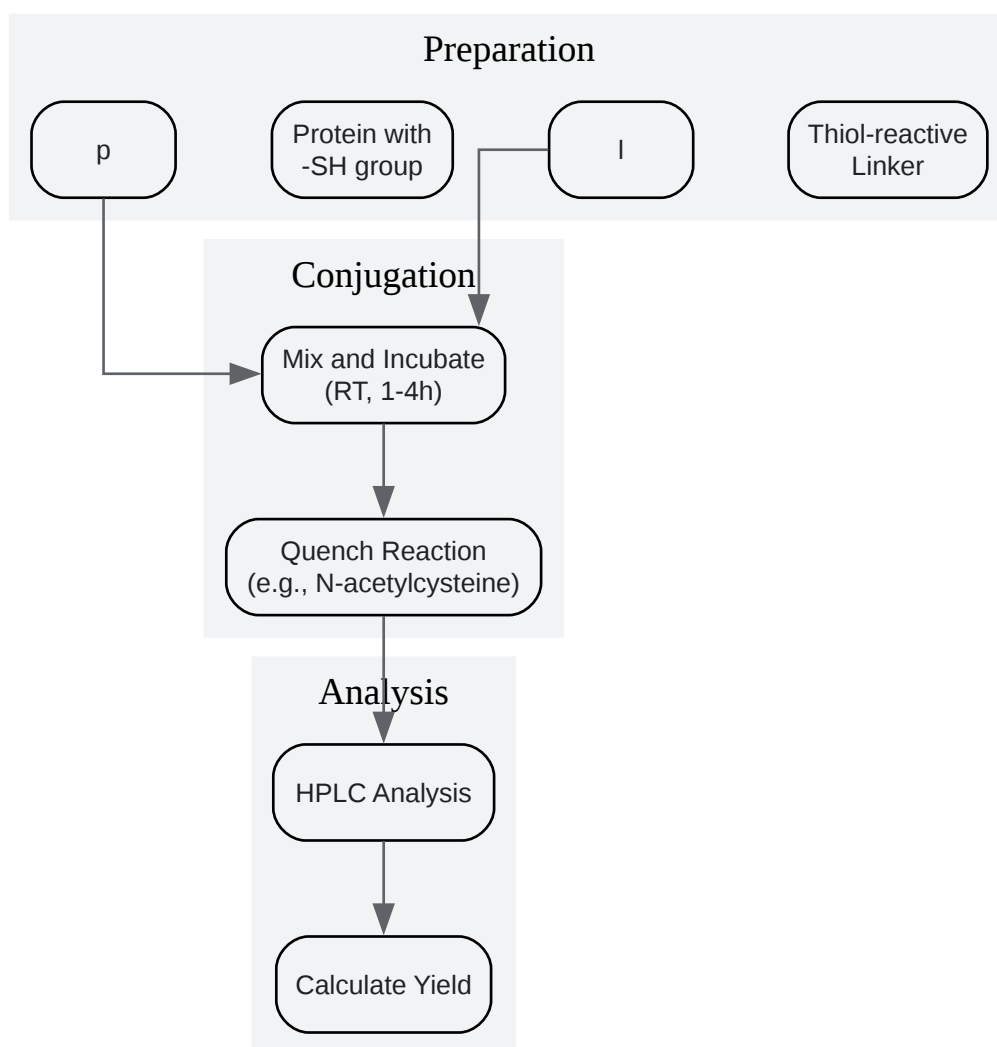 Preparation
p
Protein with
-SH group
l
Thiol-reactive
Linker
Conjugation
Mix and Incubate
(RT, 1-4h)
Quench Reaction
(e.g., N-acetylcysteine)
Analysis
HPLC Analysis
Calculate Yield